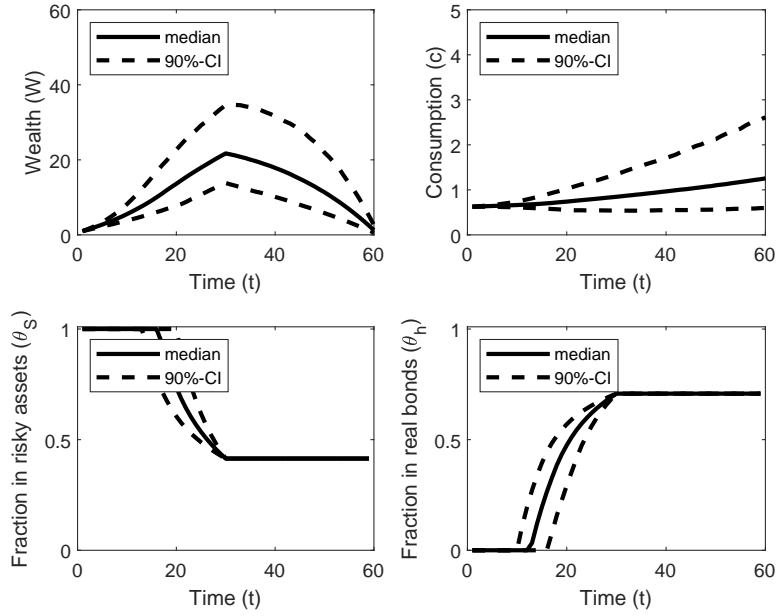 60
40
20
0
Wealth (W)
median
90%-CI
0 20 40 60
Time (t)
5
4
3
2
1
0
Consumption (c)
median
90%-CI
0 20 40 60
Time (t)
1
0.5
0
Fraction in risky assets (θ_S)
median
90%-CI
0 20 40 60
Time (t)
1
0.5
0
Fraction in real bonds (θ_h)
median
90%-CI
0 20 40 60
Time (t)